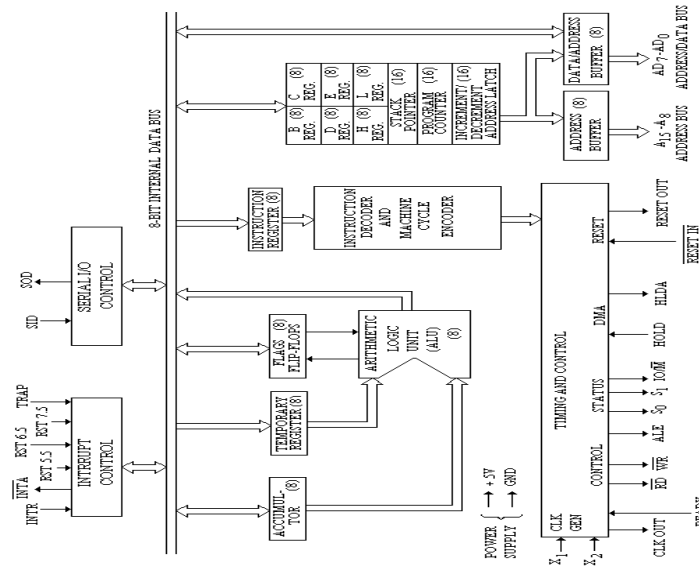 INTR
INTA
RST 5.5
RST 6.5
RST 7.5
TRAP
SID
SOD
INTRRUPT
CONTROL
SERIAL I/O
CONTROL
8-BIT INTERNAL DATA BUS
ACCUMUL-
TOR (8)
TEMPORARY
REGISTER (8)
FLAGS (8)
FLIP-FLOPS
ARITHMETIC
LOGIC
UNIT
(ALU)
(8)
INSTRUCTION
REGISTER (8)
INSTRUCTION
DECODER
AND
MACHINE
CYCLE
ENCODER
B (8)
REG.
C (8)
REG.
D (8)
REG.
E (8)
REG.
H (8)
REG.
L (8)
REG.
STACK (16)
POINTER
PROGRAM (16)
COUNTER
INCREMENT/ (16)
DECREMENT
ADDRESS LATCH
ADDRESS (8)
BUFFER
DATA/ADDRESS
BUFFER (8)
A15-A8
ADDRESS BUS
AD7-AD0
ADDRESS/DATA BUS
POWER
SUPPLY
+ 5V
GND
X1
X2
CLK
GEN
TIMING AND CONTROL
CONTROL
STATUS
DMA
RESET
CLK OUT
READY
RD
WR
ALE
S0
S1
IO/M
HOLD
HLDA
RESET IN
RESET OUT